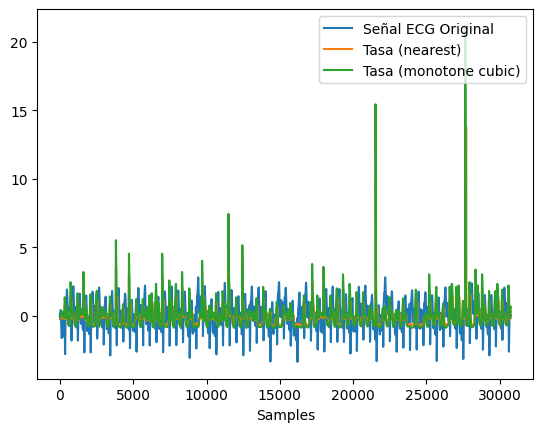 Señal ECG Original
Tasa (nearest)
Tasa (monotone cubic)
20
15
10
5
0
0 5000 10000 15000 20000 25000 30000
Samples